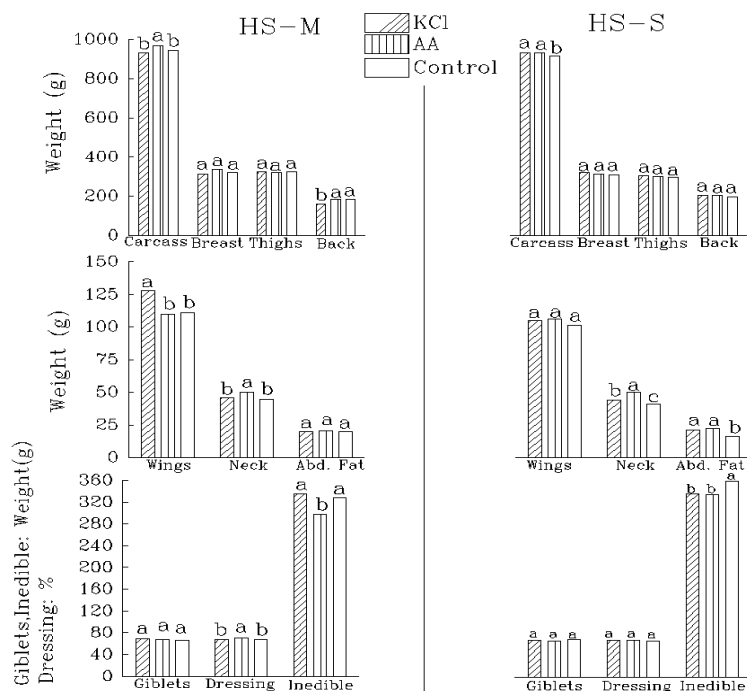 HS-M
KCl
AA
Control
HS-S
Weight (g)
1000
800
600
400
200
0
b a b
a a a
a a a
b a a
Carcass Breast Thighs Back
a a b
a a a
a a a
a a a
Carcass Breast Thighs Back
Weight (g)
150
125
100
75
50
25
0
a b b
b a b
a a a
Wings Neck Abd. Fat
a a a
b a c
a a b
Wings Neck Abd. Fat
Giblets,Inedible: Weight(g)
Dressing: %
360
320
280
240
200
160
120
80
40
0
a a a
b a b
a b a
Giblets Dressing Inedible
a a a
a a a
b b a
Giblets Dressing Inedible